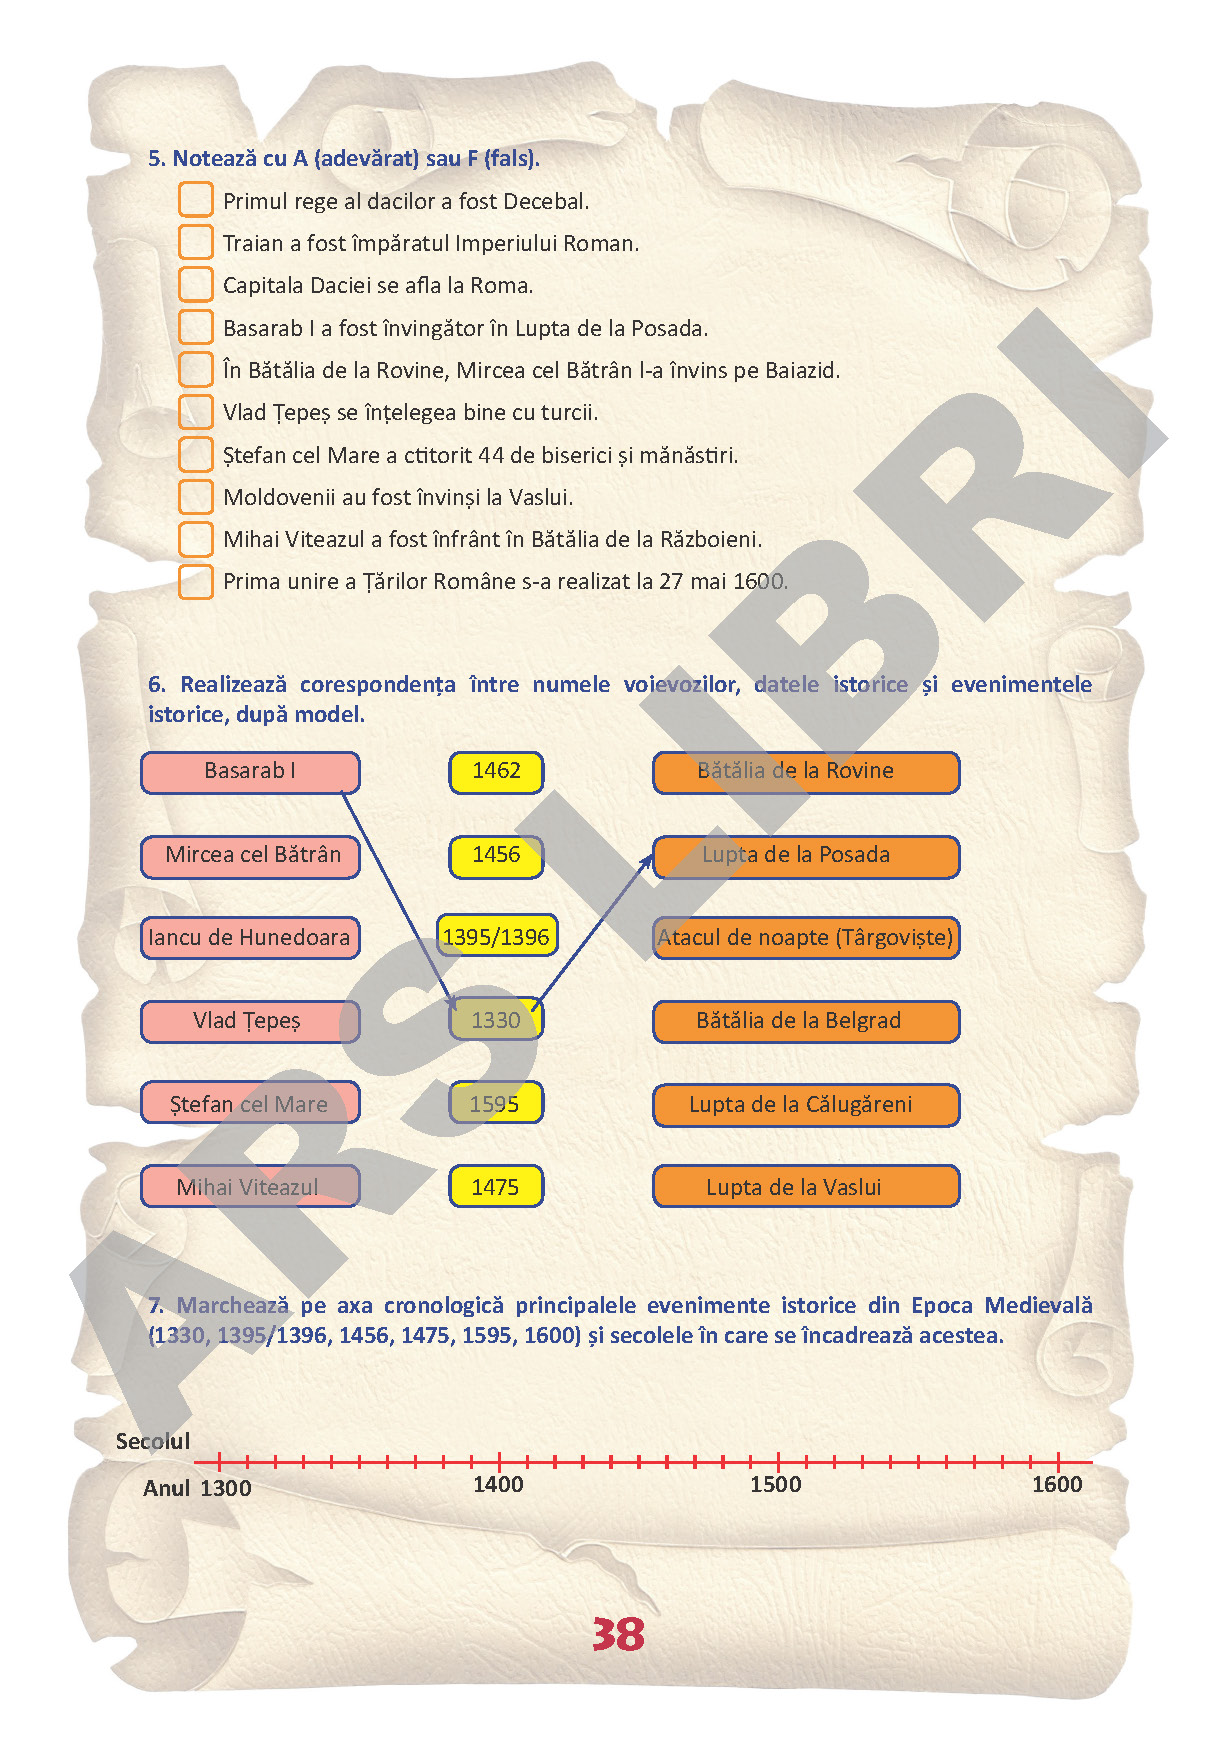 5. Notează cu A (adevărat) sau F (fals).
Primul rege al dacilor a fost Decebal.
Traian a fost împăratul Imperiului Roman.
Capitala Daciei se afla la Roma.
Basarab I a fost învingător în Lupta de la Posada.
În Bătălia de la Rovine, Mircea cel Bătrân l-a învins pe Baiazid.
Vlad Țepeș se înțelegea bine cu turcii.
Ștefan cel Mare a ctitorit 44 de biserici și mănăstiri.
Moldovenii au fost învinși la Vaslui.
Mihai Viteazul a fost înfrânt în Bătălia de la Războieni.
Prima unire a Țărilor Române s-a realizat la 27 mai 1600.
6. Realizează corespondența între numele voievozilor, datele istorice și evenimentele
istorice, după model.
Basarab I 1462 Bătălia de la Rovine
Mircea cel Bătrân 1456 Lupta de la Posada
Iancu de Hunedoara 1395/1396 Atacul de noapte (Târgoviște)
Vlad Țepeș 1330 Bătălia de la Belgrad
Ștefan cel Mare 1595 Lupta de la Călugăreni
Mihai Viteazul 1475 Lupta de la Vaslui
7. Marchează pe axa cronologică principalele evenimente istorice din Epoca Medievală
(1330, 1395/1396, 1456, 1475, 1595, 1600) și secolele în care se încadrează acestea.
Secolul
Anul 1300 1400 1500 1600
38
ARS LIBRI